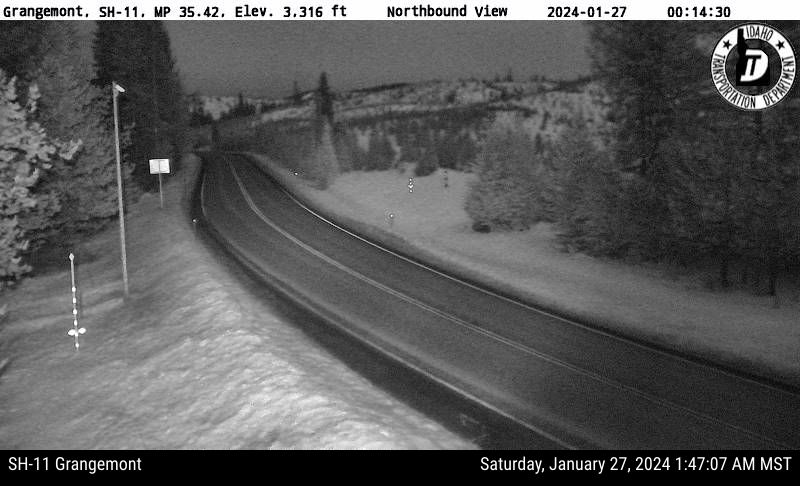 Grangemont, SH-11, MP 35.42, Elev. 3,316 ft Northbound View 2024-01-27 00:14:30
IDAHO
TRANSPORTATION DEPARTMENT
SH-11 Grangemont Saturday, January 27, 2024 1:47:07 AM MST